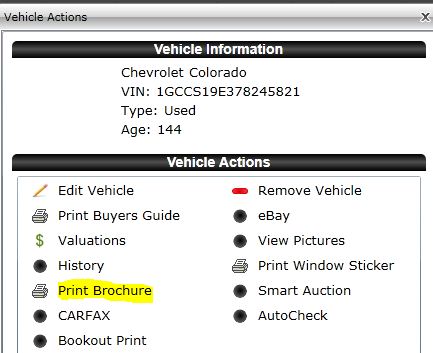 Vehicle Actions X
Vehicle Information
Chevrolet Colorado
VIN: 1GCCS19E378245821
Type: Used
Age: 144
Vehicle Actions
Edit Vehicle Remove Vehicle
Print Buyers Guide eBay
$ Valuations View Pictures
History Print Window Sticker
Print Brochure Smart Auction
CARFAX AutoCheck
Bookout Print